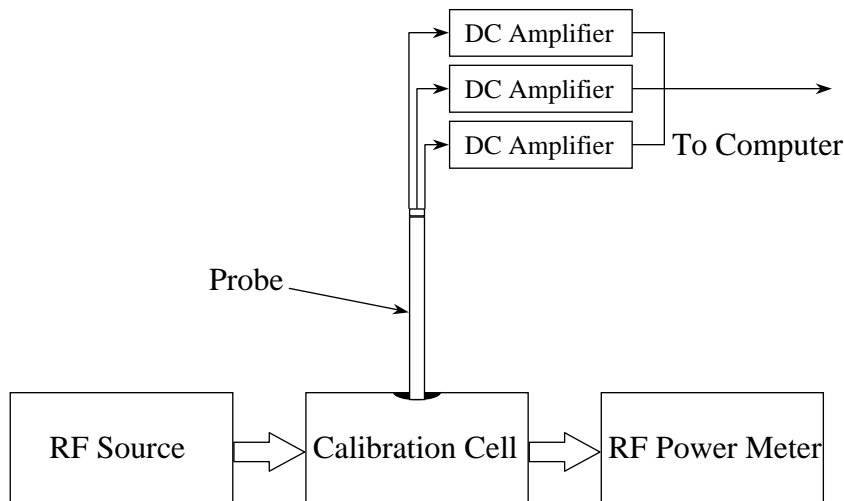 DC Amplifier
DC Amplifier
DC Amplifier
To Computer
Probe
RF Source
Calibration Cell
RF Power Meter